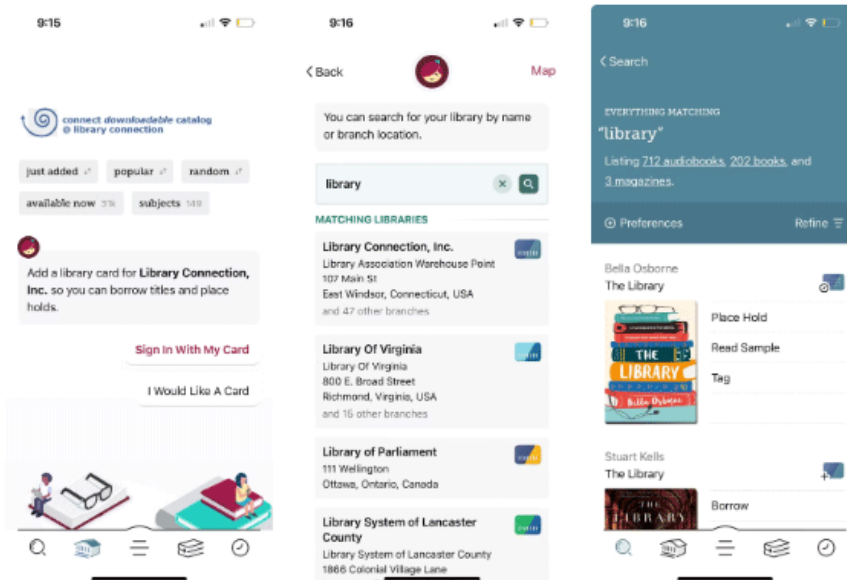 9:15
connect downloadable catalog
@ library connection
just added
popular
random
available now 31k
subjects 149
Add a library card for Library Connection,
Inc. so you can borrow titles and place
holds.
Sign In With My Card
I Would Like A Card
9:16
Back
Map
You can search for your library by name
or branch location.
library
MATCHING LIBRARIES
Library Connection, Inc.
Library Association Warehouse Point
107 Main St
East Windsor, Connecticut, USA
and 47 other branches
Library Of Virginia
Library Of Virginia
800 E. Broad Street
Richmond, Virginia, USA
and 15 other branches
Library of Parliament
111 Wellington
Ottawa, Ontario, Canada
Library System of Lancaster
County
Library System of Lancaster County
1866 Colonial Village Lane
9:16
Search
EVERYTHING MATCHING
"library"
Listing 712 audiobooks, 202 books, and
3 magazines.
Preferences
Refine
Bella Osborne
The Library
THE
LIBRARY
Bella Osborne
Place Hold
Read Sample
Tag
Stuart Kells
The Library
THE
LIBRARY
Borrow